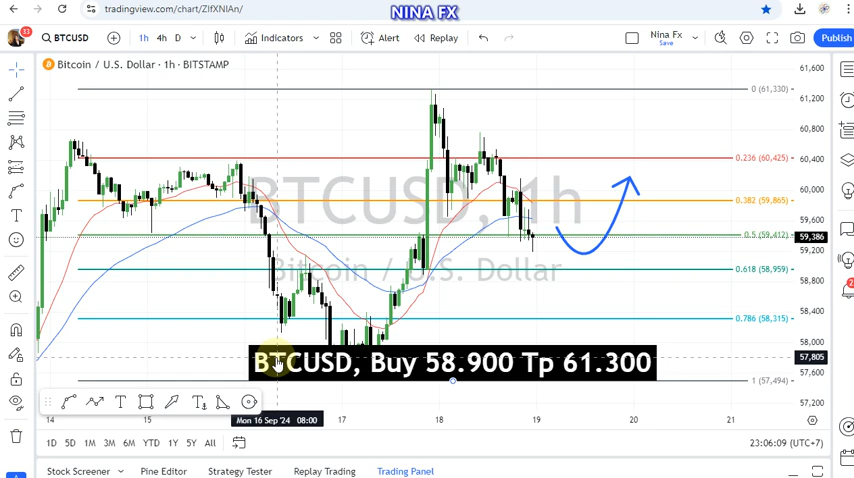 NINA FX
tradingview.com/chart/ZIfXNIAn/
33
BTCUSD
1h 4h D
Indicators
Alert
Replay
Nina Fx
Save
Publish
Bitcoin / U.S. Dollar · 1h · BITSTAMP
BTCUSD, 1h
Bitcoin / U.S. Dollar
0 (61,330)
0.236 (60,425)
0.382 (59,865)
0.5 (59,412)
0.618 (58,959)
0.786 (58,315)
1 (57,494)
61,600
61,200
60,800
60,400
60,000
59,600
59,386
59,200
58,800
58,400
58,000
57,805
57,600
57,200
BTCUSD, Buy 58.900 Tp 61.300
14
15
Mon 16 Sep '24 08:00
17
18
19
20
21
1D 5D 1M 3M 6M YTD 1Y 5Y All
23:06:09 (UTC+7)
Stock Screener
Pine Editor
Strategy Tester
Replay Trading
Trading Panel